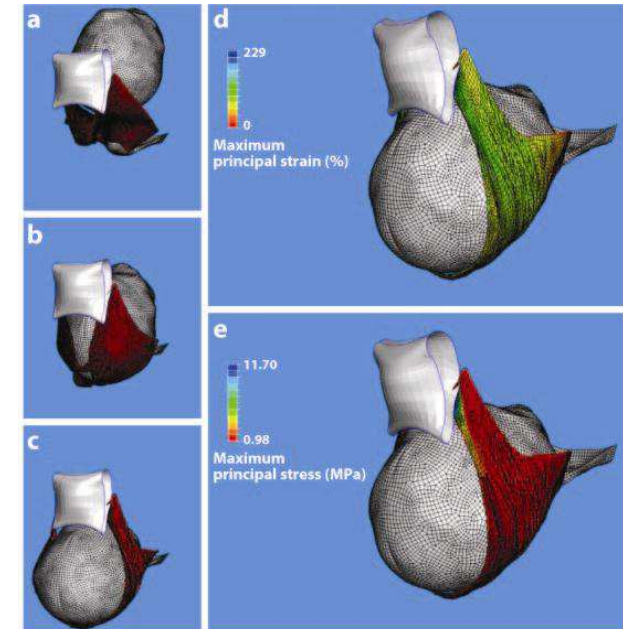 a
b
c
d
229
0
Maximum
principal strain (%)
e
11.70
0.98
Maximum
principal stress (MPa)